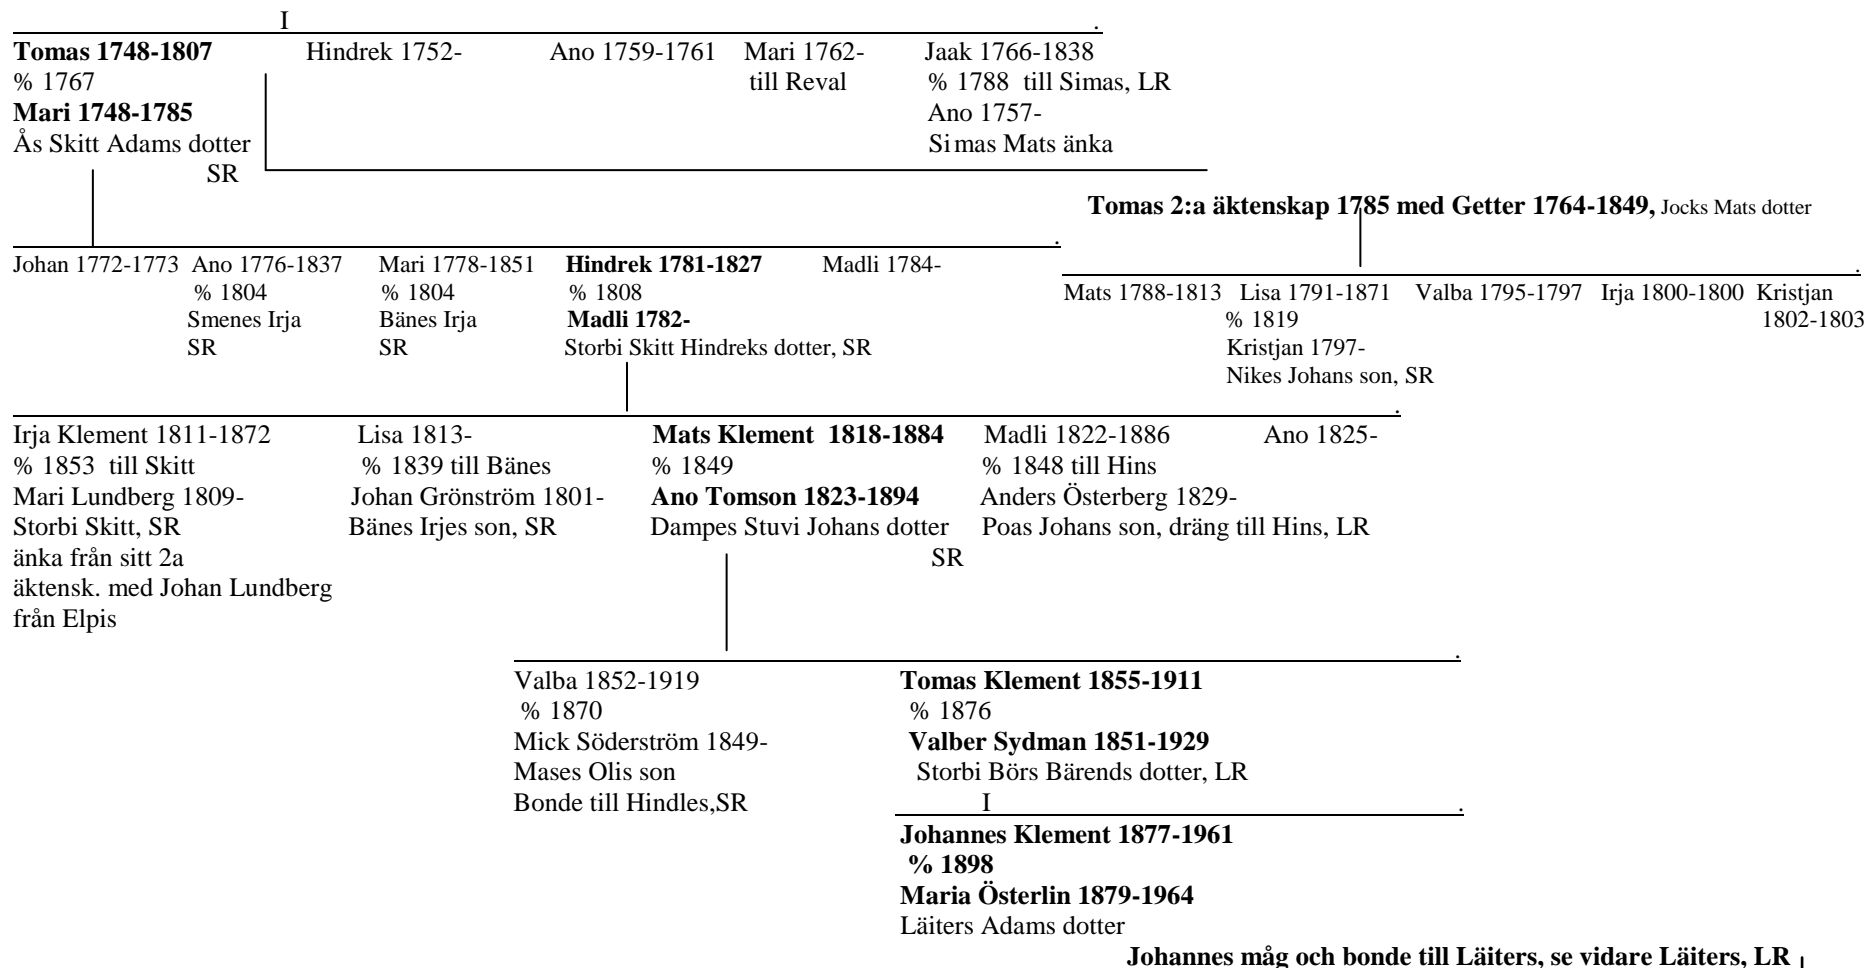 I
Tomas 1748-1807 Hindrek 1752- Ano 1759-1761 Mari 1762- Jaak 1766-1838
% 1767 till Reval % 1788 till Simas, LR
Mari 1748-1785 Ano 1757-
Ås Skitt Adams dotter Simas Mats änka
SR
Tomas 2:a äktenskap 1785 med Getter 1764-1849, Jocks Mats dotter
Johan 1772-1773 Ano 1776-1837 Mari 1778-1851 Hindrek 1781-1827 Madli 1784-
% 1804 % 1804 % 1808
Smenes Irja Bänes Irja Madli 1782-
SR SR Storbi Skitt Hindreks dotter, SR
Mats 1788-1813 Lisa 1791-1871 Valba 1795-1797 Irja 1800-1800 Kristjan
% 1819 1802-1803
Kristjan 1797-
Nikes Johans son, SR
Irja Klement 1811-1872 Lisa 1813- Mats Klement 1818-1884 Madli 1822-1886 Ano 1825-
% 1853 till Skitt % 1839 till Bänes % 1849 % 1848 till Hins
Mari Lundberg 1809- Johan Grönström 1801- Ano Tomson 1823-1894 Anders Österberg 1829-
Storbi Skitt, SR Bänes Irjes son, SR Dampes Stuvi Johans dotter Poas Johans son, dräng till Hins, LR
änka från sitt 2a SR
äktensk. med Johan Lundberg
från Elpis
Valba 1852-1919 Tomas Klement 1855-1911
% 1870 % 1876
Mick Söderström 1849- Valber Sydman 1851-1929
Mases Olis son Storbi Börs Bärends dotter, LR
Bonde till Hindles,SR I
Johannes Klement 1877-1961
% 1898
Maria Österlin 1879-1964
Läiters Adams dotter
Johannes måg och bonde till Läiters, se vidare Läiters, LR